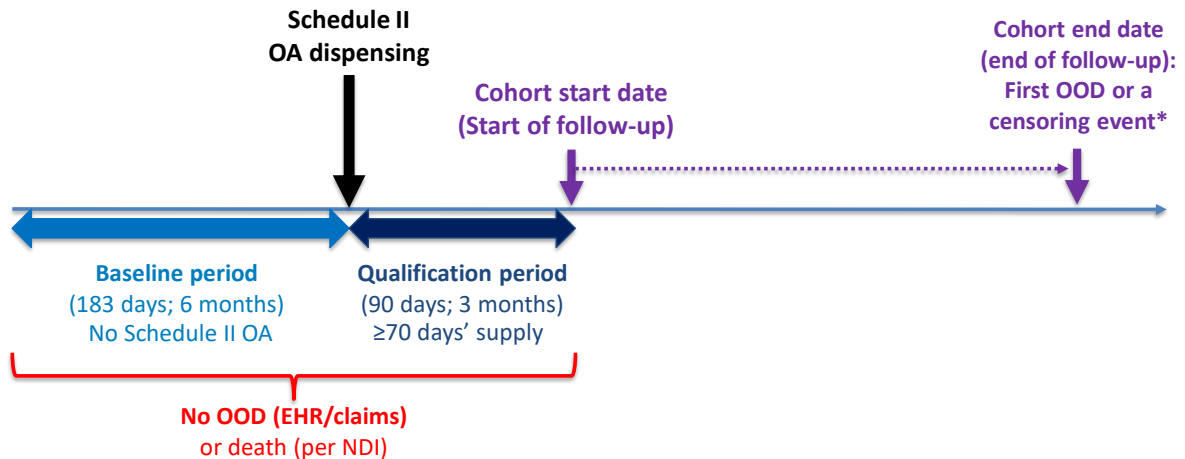 Schedule II
OA dispensing
Cohort start date
(Start of follow-up)
Cohort end date
(end of follow-up):
First OOD or a
censoring event*
Baseline period
(183 days; 6 months)
No Schedule II OA
Qualification period
(90 days; 3 months)
≥70 days’ supply
No OOD (EHR/claims)
or death (per NDI)